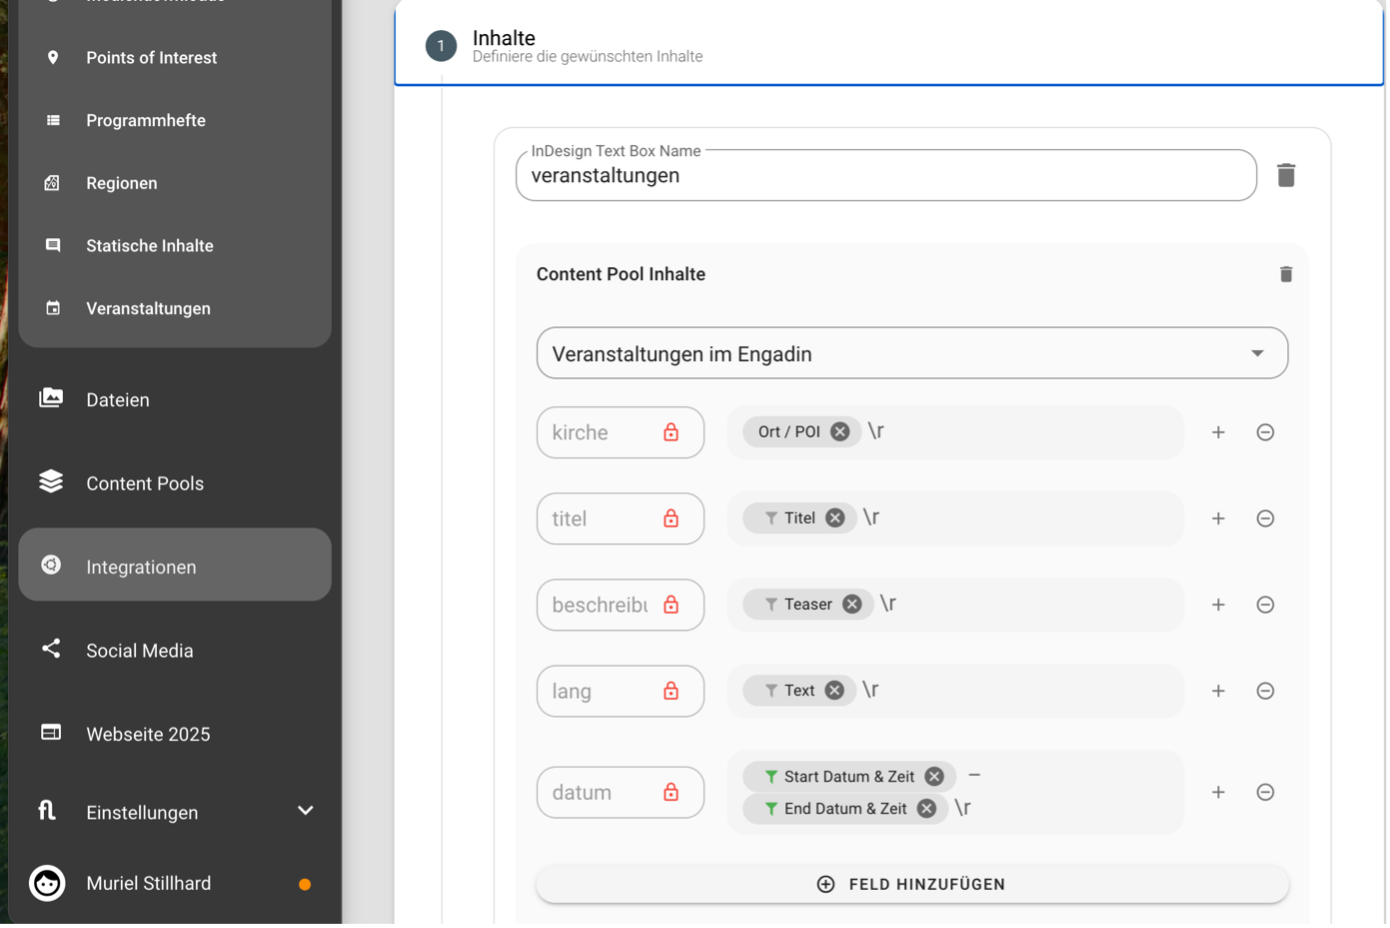 Points of Interest
Programmhefte
Regionen
Statische Inhalte
Veranstaltungen
Dateien
Content Pools
Integrationen
Social Media
Webseite 2025
Einstellungen
Muriel Stillhard
1
Inhalte
Definiere die gewünschten Inhalte
InDesign Text Box Name
veranstaltungen
Content Pool Inhalte
Veranstaltungen im Engadin
kirche Ort / POI \r
titel Titel \r
beschreibu Teaser \r
lang Text \r
datum Start Datum & Zeit –
End Datum & Zeit \r
FELD HINZUFÜGEN